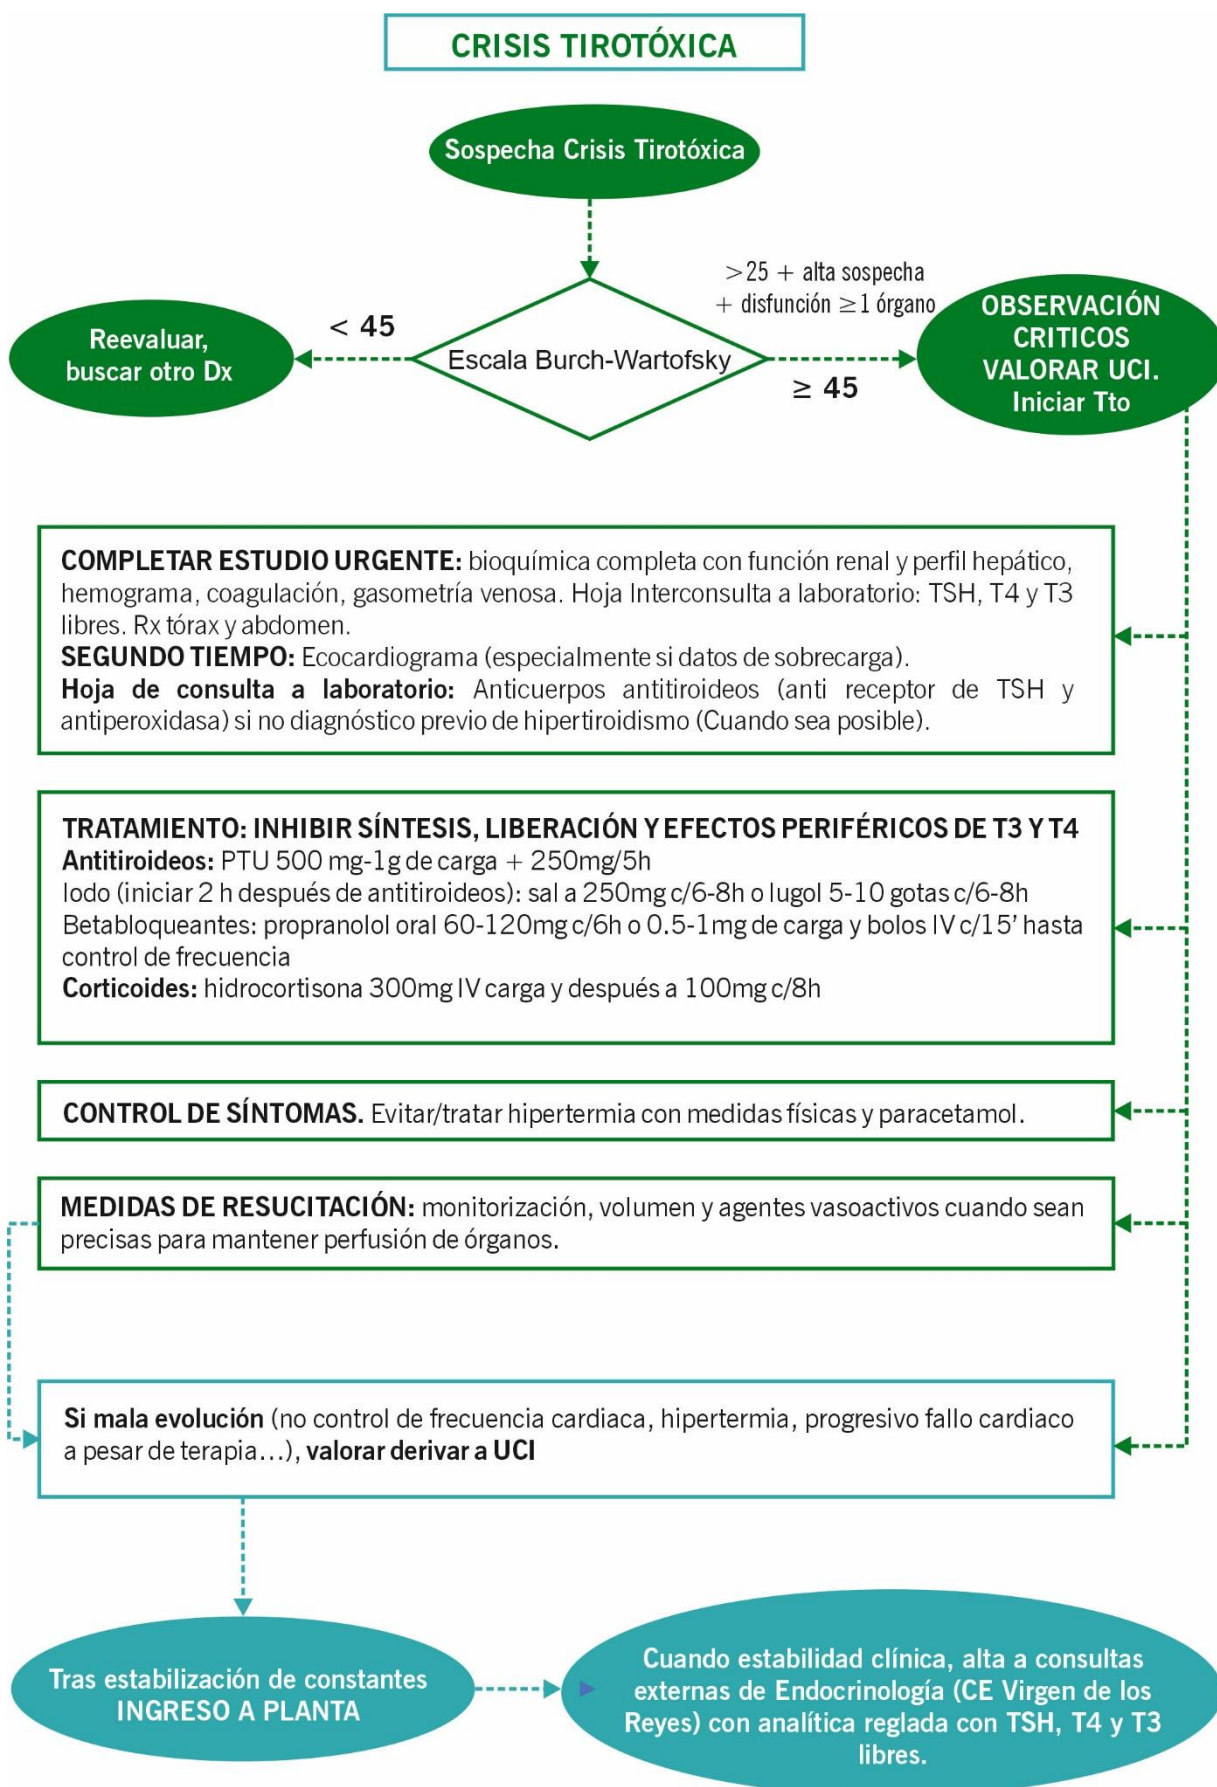 CRISIS TIROTÓXICA
Sospecha Crisis Tirotóxica
>25 + alta sospecha
+ disfunción ≥1 órgano
< 45
Reevaluar,
buscar otro Dx
Escala Burch-Wartofsky
≥ 45
OBSERVACIÓN
CRITICOS
VALORAR UCI.
Iniciar Tto
COMPLETAR ESTUDIO URGENTE: bioquímica completa con función renal y perfil hepático,
hemograma, coagulación, gasometría venosa. Hoja Interconsulta a laboratorio: TSH, T4 y T3
libres. Rx tórax y abdomen.
SEGUNDO TIEMPO: Ecocardiograma (especialmente si datos de sobrecarga).
Hoja de consulta a laboratorio: Anticuerpos antitiroideos (anti receptor de TSH y
antiperoxidasa) si no diagnóstico previo de hipertiroidismo (Cuando sea posible).
TRATAMIENTO: INHIBIR SÍNTESIS, LIBERACIÓN Y EFECTOS PERIFÉRICOS DE T3 Y T4
Antitiroideos: PTU 500 mg-1g de carga + 250mg/5h
Iodo (iniciar 2 h después de antitiroideos): sal a 250mg c/6-8h o lugol 5-10 gotas c/6-8h
Betabloqueantes: propranolol oral 60-120mg c/6h o 0.5-1mg de carga y bolos IV c/15’ hasta
control de frecuencia
Corticoides: hidrocortisona 300mg IV carga y después a 100mg c/8h
CONTROL DE SÍNTOMAS. Evitar/tratar hipertermia con medidas físicas y paracetamol.
MEDIDAS DE RESUCITACIÓN: monitorización, volumen y agentes vasoactivos cuando sean
precisas para mantener perfusión de órganos.
Si mala evolución (no control de frecuencia cardiaca, hipertermia, progresivo fallo cardiaco
a pesar de terapia...), valorar derivar a UCI
Tras estabilización de constantes
INGRESO A PLANTA
Cuando estabilidad clínica, alta a consultas
externas de Endocrinología (CE Virgen de los
Reyes) con analítica reglada con TSH, T4 y T3
libres.